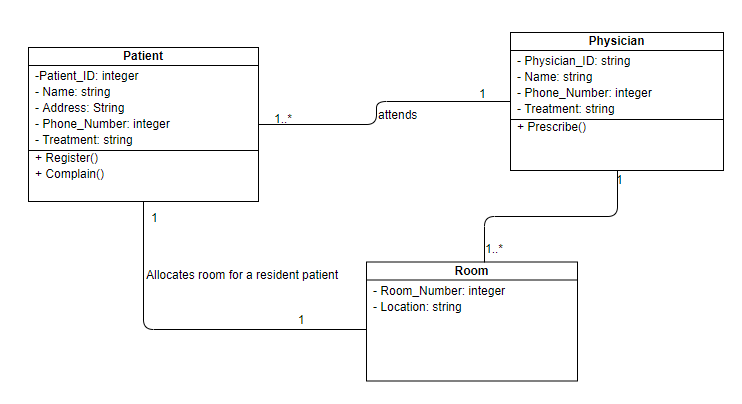 Patient
-Patient_ID: integer
- Name: string
- Address: String
- Phone_Number: integer
- Treatment: string
+ Register()
+ Complain()
Physician
- Physician_ID: string
- Name: string
- Phone_Number: integer
- Treatment: string
+ Prescribe()
1..*
attends
1
1
1..*
1
Allocates room for a resident patient
1
Room
- Room_Number: integer
- Location: string